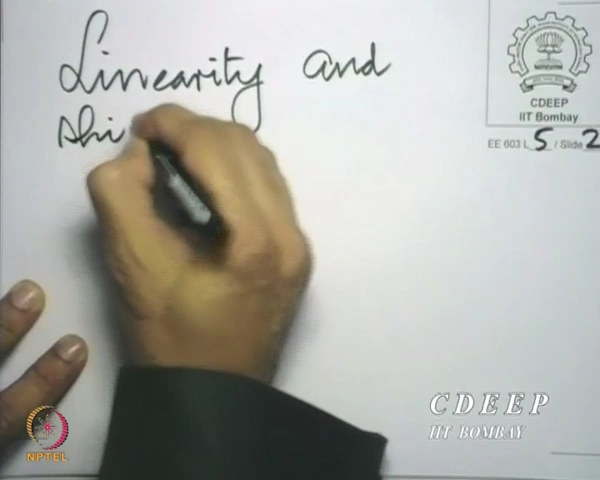 Linearity and
shi
CDEEP
IIT Bombay
EE 603 L 5 / Slide 2
CDEEP
IIT BOMBAY
NPTEL